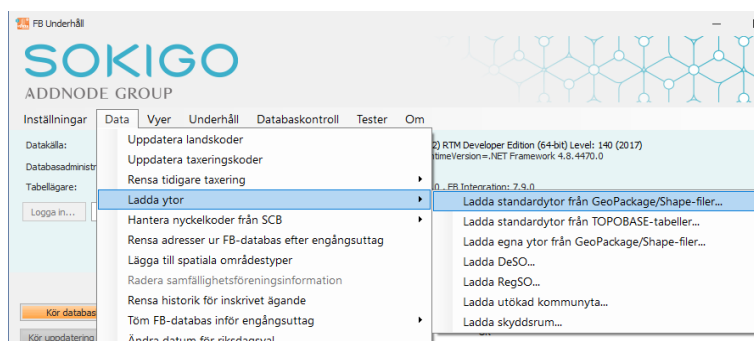 FB Underhåll
SOKIGO
ADDNODE GROUP
Inställningar Data Vyer Underhåll Databaskontroll Tester Om
Datakälla:
Databasadministr
Tabellägare:
Logga in...
2) RTM Developer Edition (64-bit) Level: 140 (2017)
timeVersion=.NET Framework 4.8.4470.0
FB Integration: 7.9.0
Uppdatera landskoder
Uppdatera taxeringskoder
Rensa tidigare taxering
Ladda ytor
Hantera nyckelkoder från SCB
Rensa adresser ur FB-databas efter engångsuttag
Lägga till spatiala områdestyper
Radera samfällighetsföreningsinformation
Rensa historik för inskrivet ägande
Töm FB-databas inför engångsuttag
Ändra datum för riksdagsval
Ladda standardytor från GeoPackage/Shape-filer...
Ladda standardytor från TOPOBASE-tabeller...
Ladda egna ytor från GeoPackage/Shape-filer...
Ladda DeSO...
Ladda RegSO...
Ladda utökad kommunyta...
Ladda skyddsrum...
Kör databas
Kör uppdatering